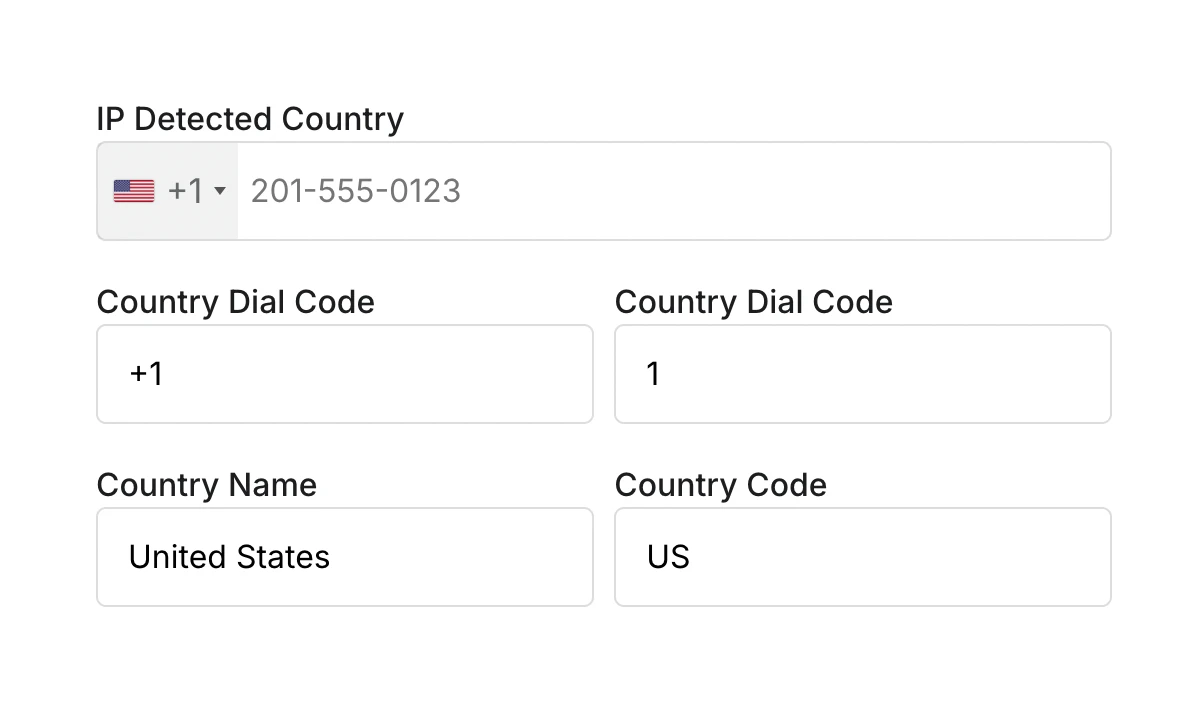 IP Detected Country
+1 201-555-0123
Country Dial Code Country Dial Code
+1 1
Country Name Country Code
United States US